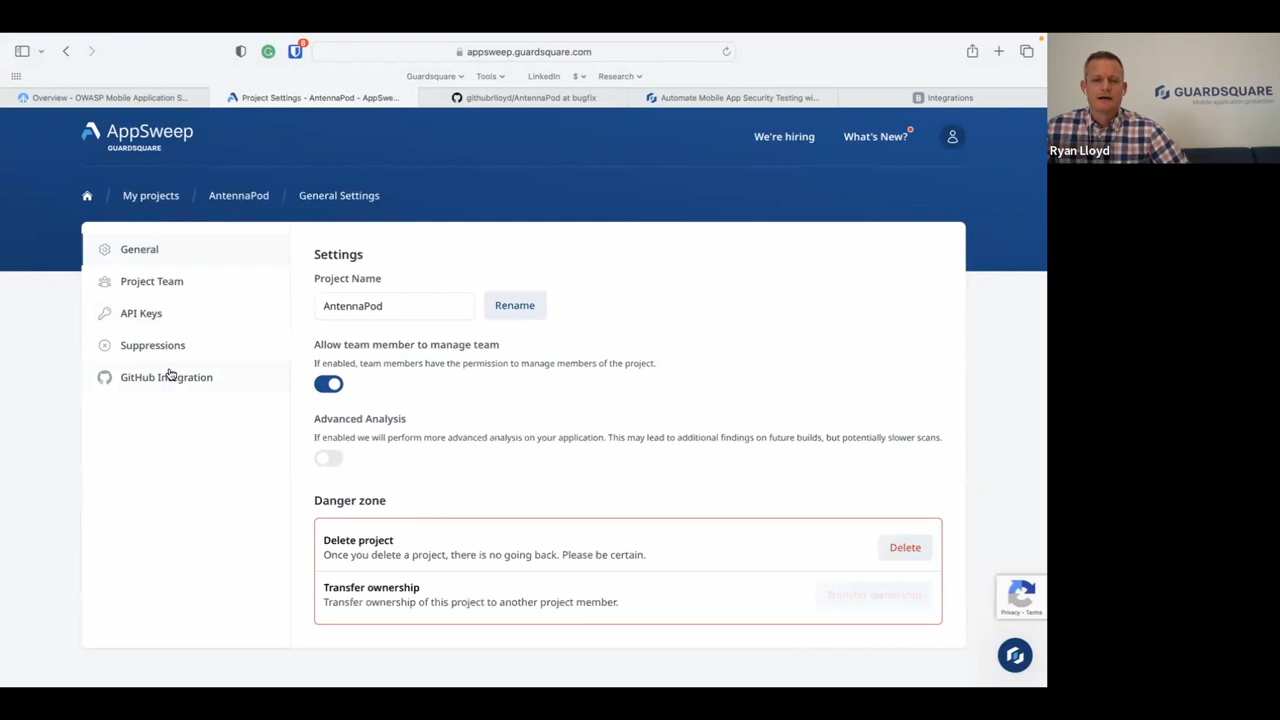 8
appsweep.guardsquare.com
Guardsquare
Tools
LinkedIn
$
Research
Overview - OWASP Mobile Application S...
Project Settings - AntennaPod - AppSwe...
githubrlloyd/AntennaPod at bugfix
Automate Mobile App Security Testing wi...
B Integrations
GUARDSQUARE
Mobile application protection
Ryan Lloyd
AppSweep
GUARDSQUARE
We're hiring
What's New?
My projects / AntennaPod / General Settings
General
Project Team
API Keys
Suppressions
GitHub Integration
Settings
Project Name
AntennaPod
Rename
Allow team member to manage team
If enabled, team members have the permission to manage members of the project.
Advanced Analysis
If enabled we will perform more advanced analysis on your application. This may lead to additional findings on future builds, but potentially slower scans.
Danger zone
Delete project
Once you delete a project, there is no going back. Please be certain.
Delete
Transfer ownership
Transfer ownership of this project to another project member.
Transfer ownership
Privacy - Terms